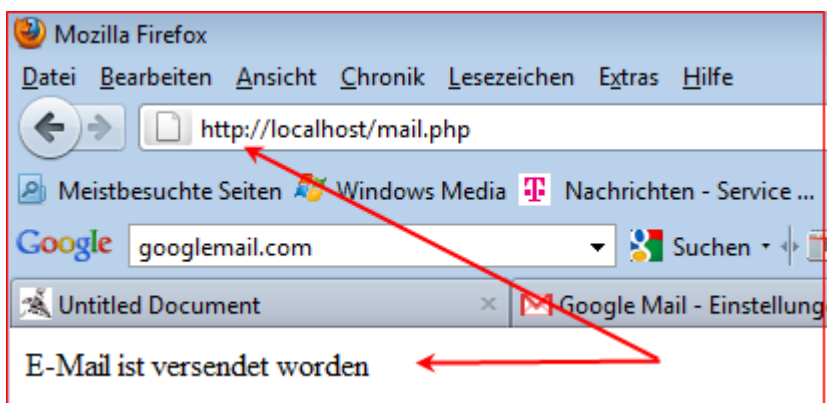 Mozilla Firefox
Datei Bearbeiten Ansicht Chronik Lesezeichen Extras Hilfe
http://localhost/mail.php
Meistbesuchte Seiten Windows Media T Nachrichten - Service ...
Google googlemail.com Suchen
Untitled Document × Google Mail - Einstellung
E-Mail ist versendet worden